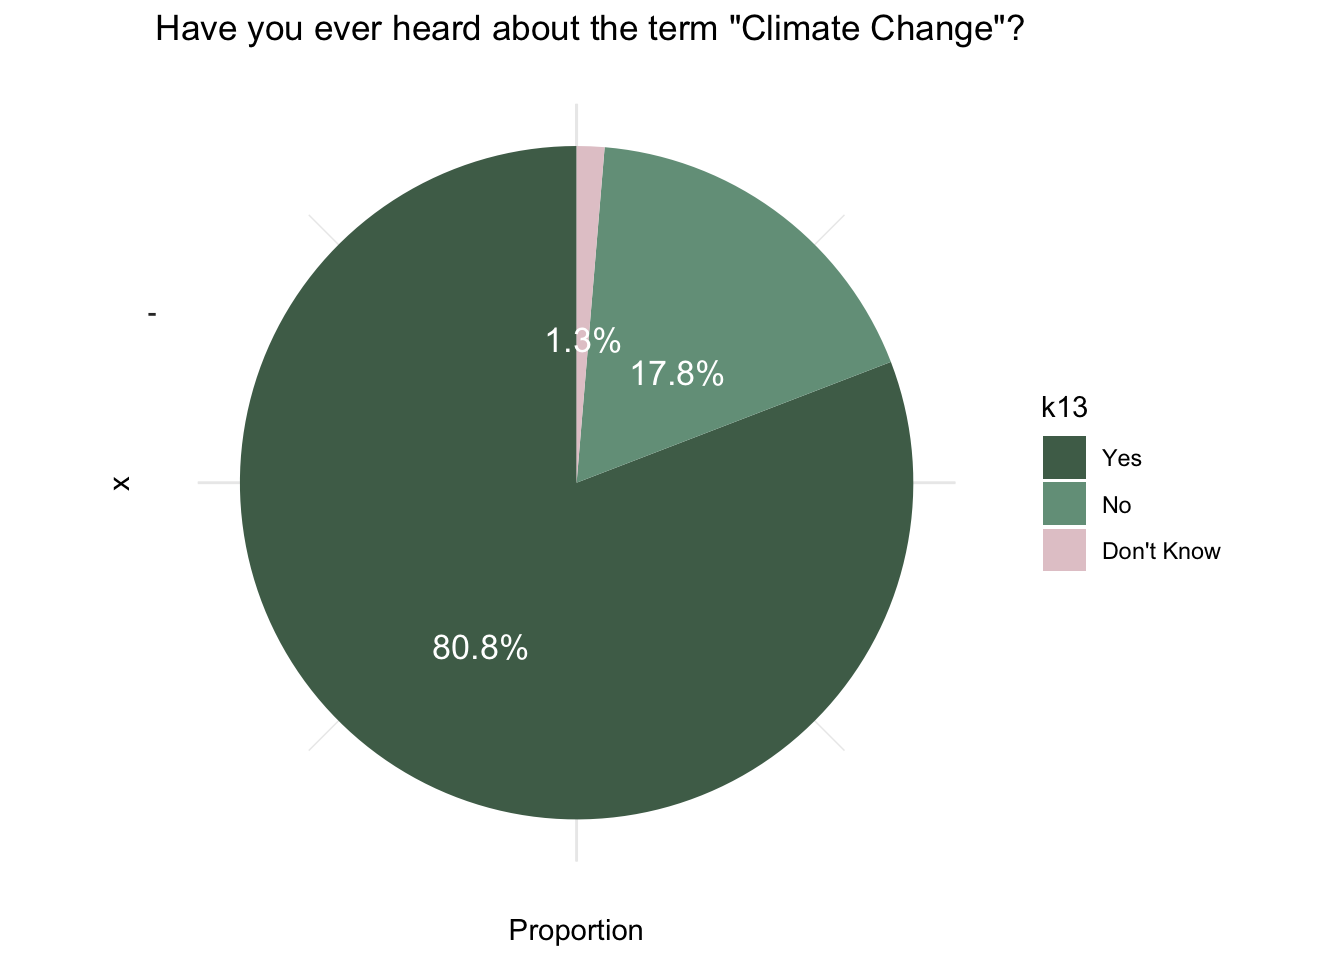 Have you ever heard about the term "Climate Change"?
-
x
1.3%
17.8%
80.8%
k13
Yes
No
Don't Know
Proportion